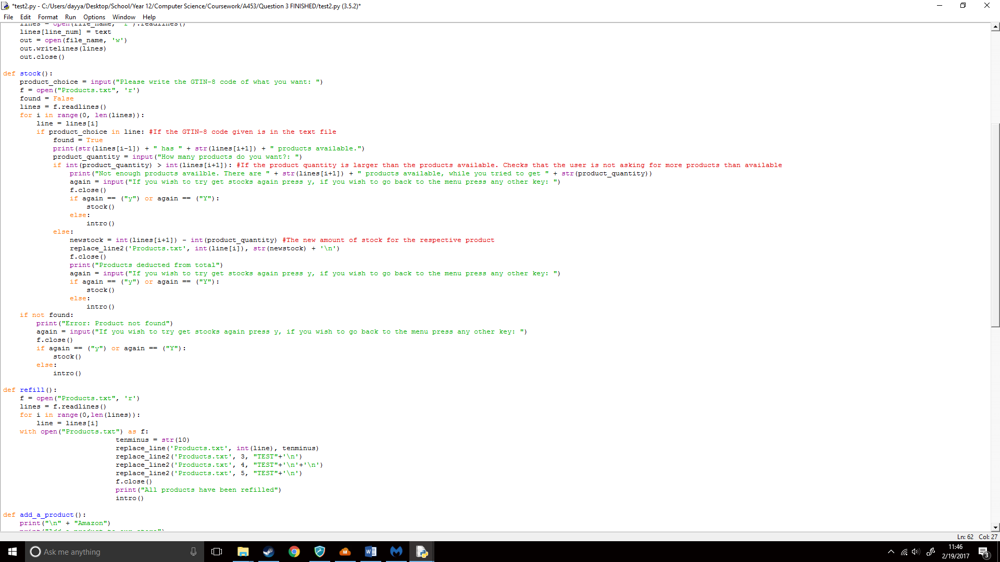 *test2.py - C:/Users/dayya/Desktop/School/Year 12/Computer Science/Coursework/A453/Question 3 FINISHED/test2.py (3.5.2)*
File Edit Format Run Options Window Help
lines = open(file_name, 'r').readlines()
lines[line_num] = text
out = open(file_name, 'w')
out.writelines(lines)
out.close()
def stock():
product_choice = input("Please write the GTIN-8 code of what you want: ")
f = open("Products.txt", 'r')
found = False
lines = f.readlines()
for i in range(0, len(lines)):
line = lines[i]
if product_choice in line: #If the GTIN-8 code given is in the text file
found = True
print(str(lines[i-1]) + " has " + str(lines[i+1]) + " products available.")
product_quantity = input("How many products do you want?: ")
if int(product_quantity) > int(lines[i+1]): #If the product quantity is larger than the products available. Checks that the user is not asking for more products than available
print("Not enough products availble. There are " + str(lines[i+1]) + " products available, while you tried to get " + str(product_quantity))
again = input("If you wish to try get stocks again press y, if you wish to go back to the menu press any other key: ")
f.close()
if again == ("y") or again == ("Y"):
stock()
else:
intro()
else:
newstock = int(lines[i+1]) - int(product_quantity) #The new amount of stock for the respective product
replace_line2('Products.txt', int(line[i]), str(newstock) + '\n')
f.close()
print("Products deducted from total")
again = input("If you wish to try get stocks again press y, if you wish to go back to the menu press any other key: ")
if again == ("y") or again == ("Y"):
stock()
else:
intro()
if not found:
print("Error: Product not found")
again = input("If you wish to try get stocks again press y, if you wish to go back to the menu press any other key: ")
f.close()
if again == ("y") or again == ("Y"):
stock()
else:
intro()
def refill():
f = open("Products.txt", 'r')
lines = f.readlines()
for i in range(0,len(lines)):
line = lines[i]
with open("Products.txt") as f:
tenminus = str(10)
replace_line('Products.txt', int(line), tenminus)
replace_line2('Products.txt', 3, "TEST"+'\n')
replace_line2('Products.txt', 4, "TEST"+'\n'+'\n')
replace_line2('Products.txt', 5, "TEST"+'\n')
f.close()
print("All products have been refilled")
intro()
def add_a_product():
print("\n" + "Amazon")
print("Add a product to our store")
Ln: 62 Col: 27
Ask me anything
11:46
2/19/2017
3